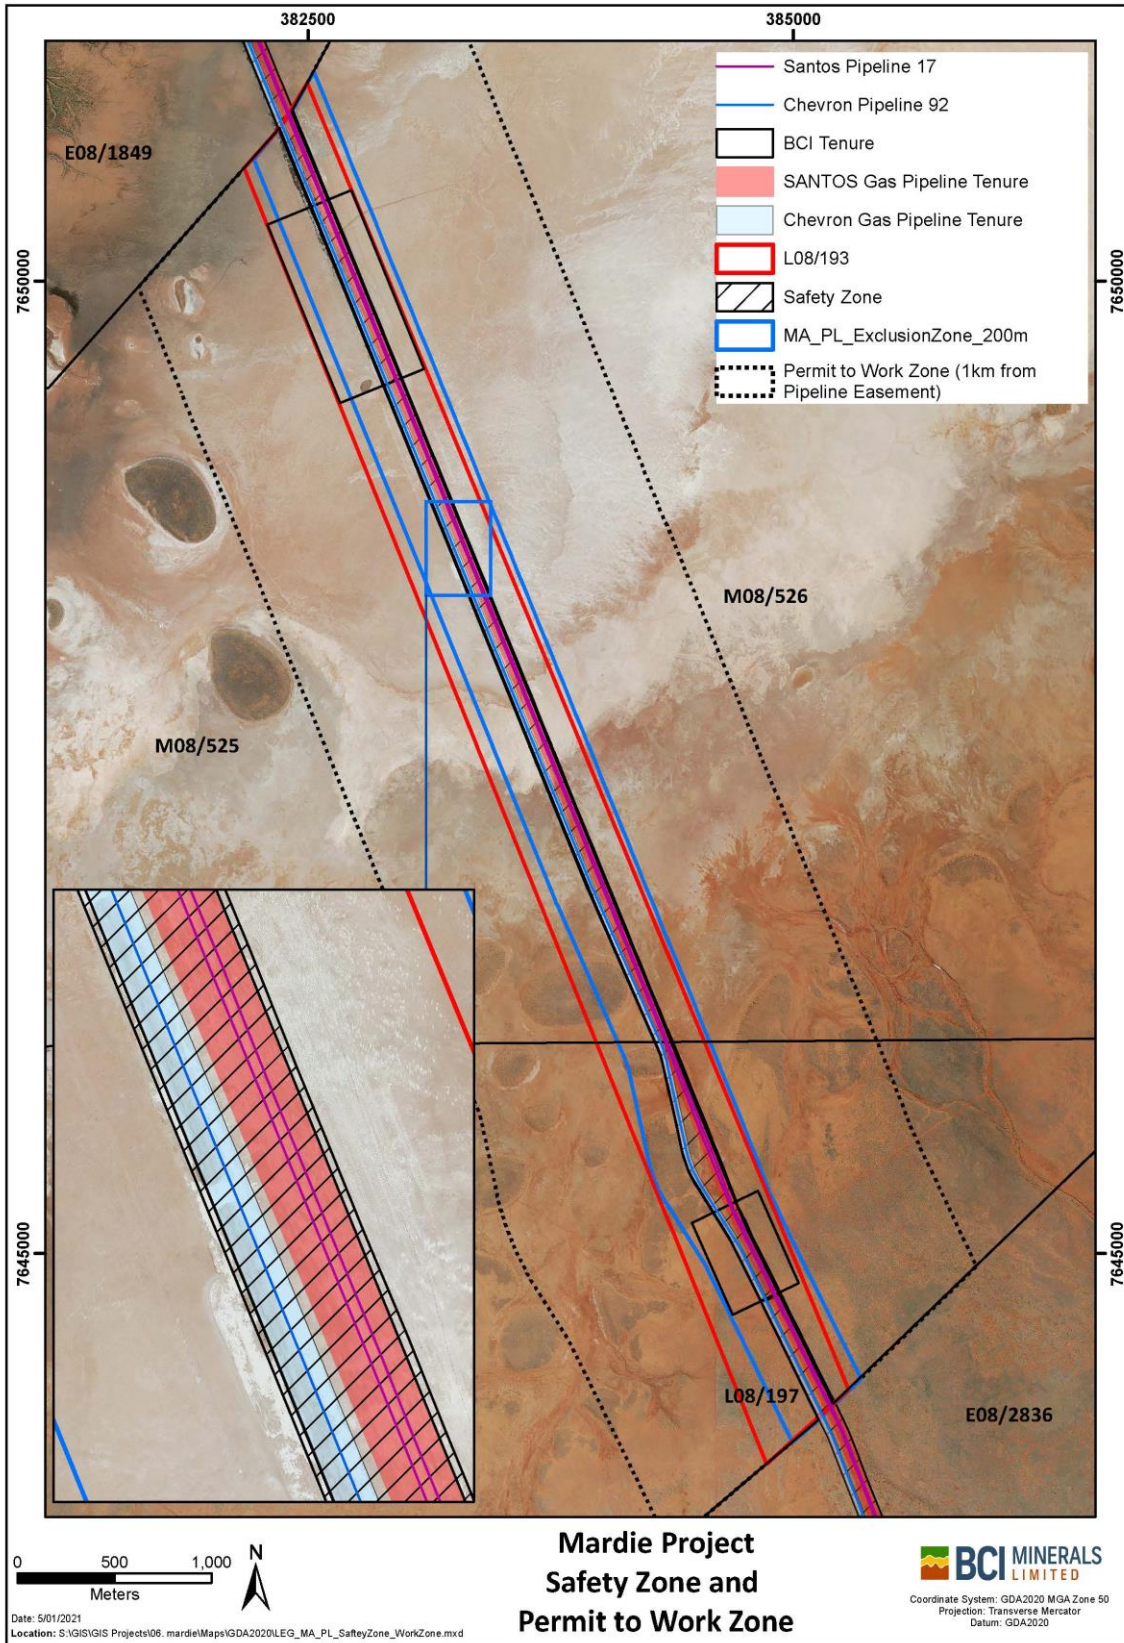 382500
385000
Santos Pipeline 17
Chevron Pipeline 92
BCI Tenure
SANTOS Gas Pipeline Tenure
Chevron Gas Pipeline Tenure
L08/193
Safety Zone
MA_PL_ExclusionZone_200m
Permit to Work Zone (1km from
Pipeline Easement)
E08/1849
7650000
7650000
M08/526
M08/525
7645000
7645000
L08/197
E08/2836
0 500 1,000
Meters
N
Mardie Project
Safety Zone and
Permit to Work Zone
BCI MINERALS
LIMITED
Coordinate System: GDA2020 MGA Zone 50
Projection: Transverse Mercator
Datum: GDA2020
Date: 5/01/2021
Location: S:\GIS\GIS Projects\06. mardie\Maps\GDA2020\LEG_MA_PL_SafteyZone_WorkZone.mxd